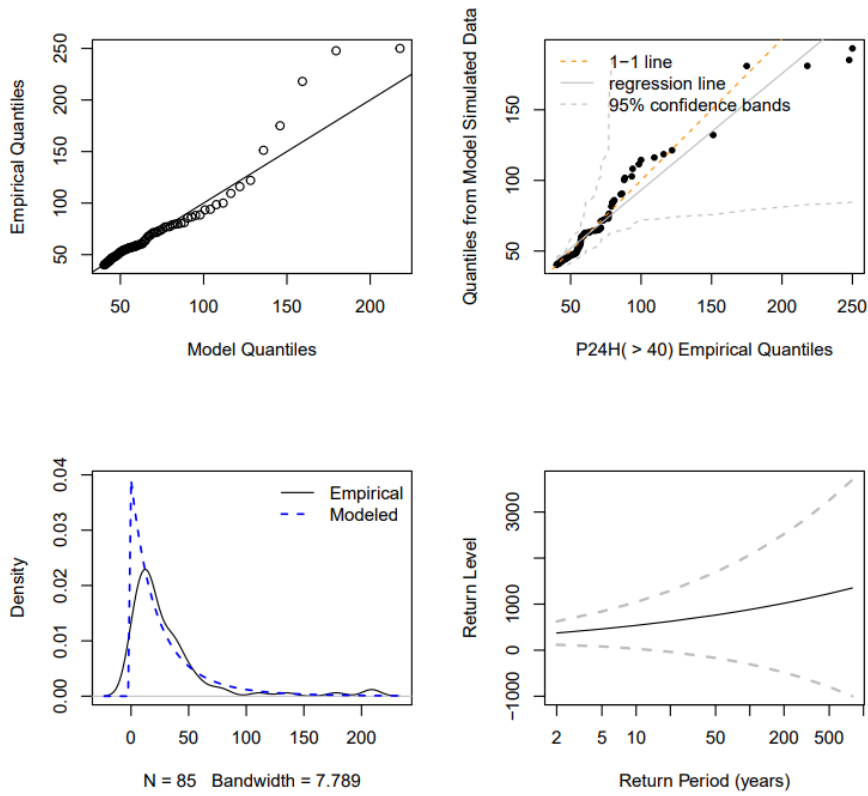 Empirical Quantiles
50 100 150 200 250
50 100 150 200
Model Quantiles
Quantiles from Model Simulated Data
50 100 150
1−1 line
regression line
95% confidence bands
50 100 150 200 250
P24H( > 40) Empirical Quantiles
Density
0.00 0.01 0.02 0.03 0.04
Empirical
Modeled
0 50 100 150 200
N = 85 Bandwidth = 7.789
Return Level
−1000 0 1000 3000
2 5 10 50 200 500
Return Period (years)